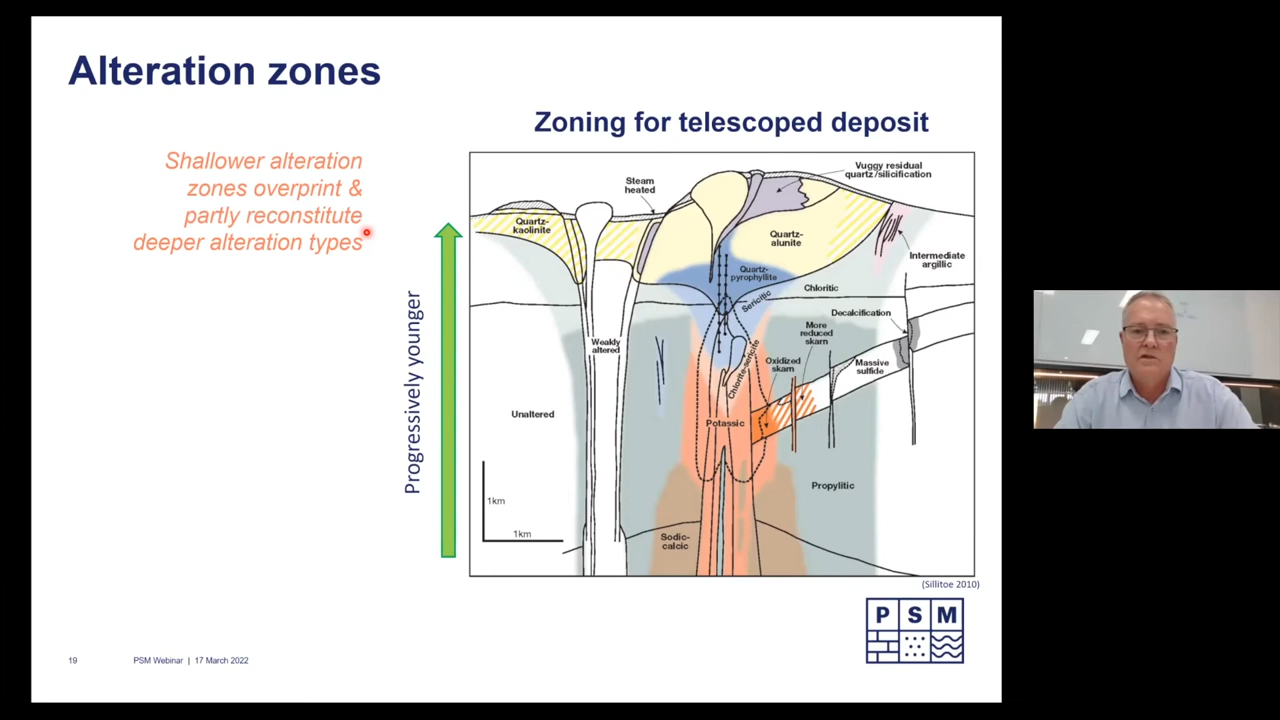 Alteration zones
Zoning for telescoped deposit
Shallower alteration
zones overprint &
partly reconstitute
deeper alteration types
Progressively younger
Vuggy residual
quartz/silicification
Steam
heated
Quartz-
kaolinite
Quartz-
alunite
Intermediate
argillic
Quartz-
pyrophyllite
Chloritic
Sericitic
Decalcification
More
reduced
skarn
Weakly
altered
Chlorite-sericite
Oxidized
skarn
Massive
sulfide
Unaltered
Potassic
Propylitic
1km
1km
Sodic-
calcic
(Sillitoe 2010)
P S M
19
PSM Webinar | 17 March 2022